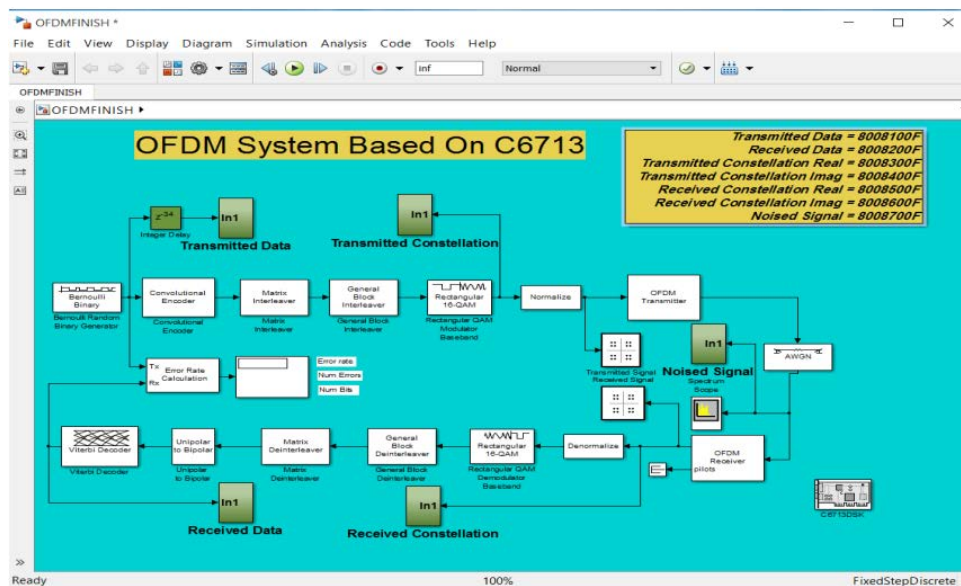 OFDMFINISH *
File Edit View Display Diagram Simulation Analysis Code Tools Help
inf
Normal
OFDMFINISH
OFDMFINISH
OFDM System Based On C6713
Transmitted Data = 8008100F
Received Data = 8008200F
Transmitted Constellation Real = 8008300F
Transmitted Constellation Imag = 8008400F
Received Constellation Real = 8008500F
Received Constellation Imag = 8008600F
Noised Signal = 8008700F
z-34
Integer Delay
In1
Transmitted Data
In1
Transmitted Constellation
Bernoulli
Binary
Bernoulli Random
Binary Generator
Convolutional
Encoder
Convolutional
Encoder
Matrix
Interleaver
Matrix
Interleaver
General
Block
Interleaver
General Block
Interleaver
Rectangular
16-QAM
Rectangular QAM
Modulator
Baseband
Normalize
OFDM
Transmitter
In1
Noised Signal
Spectrum
Scope
AWGN
Transmitted Signal
Received Signal
Tx
Rx
Error Rate
Calculation
Error rate
Num Errors
Num Bits
Viterbi Decoder
Viterbi Decoder
Unipolar
to Bipolar
Unipolar
to Bipolar
Matrix
Deinterleaver
Matrix
Deinterleaver
General
Block
Deinterleaver
General Block
Deinterleaver
Rectangular
16-QAM
Rectangular QAM
Demodulator
Baseband
Denormalize
OFDM
Receiver
pilots
In1
Received Data
In1
Received Constellation
C6713DSK
Ready
100%
FixedStepDiscrete